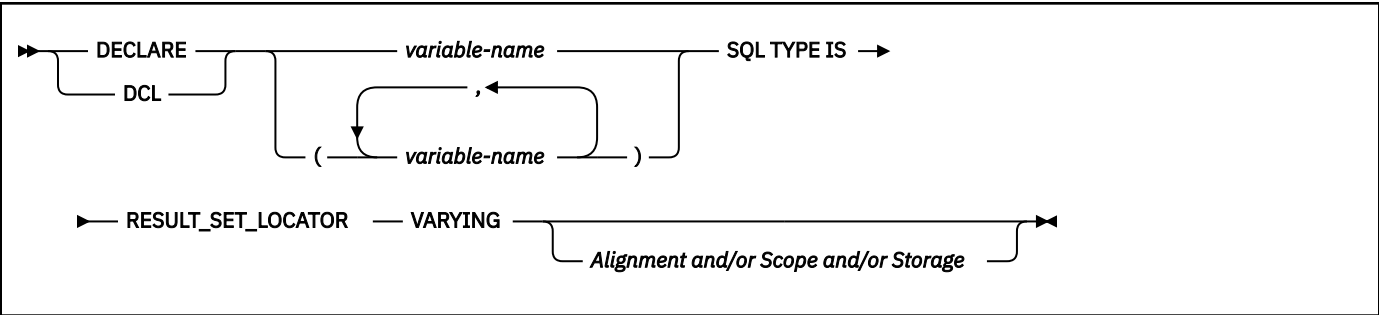 DECLARE variable-name SQL TYPE IS
DCL ,
( variable-name )
RESULT_SET_LOCATOR VARYING
Alignment and/or Scope and/or Storage